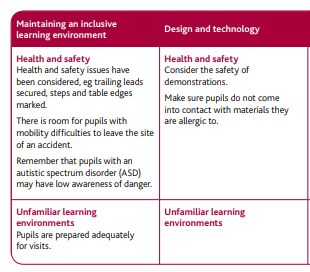 Maintaining an inclusive
learning environment
Design and technology
Health and safety
Health and safety issues have
been considered, eg trailing leads
secured, steps and table edges
marked.
There is room for pupils with
mobility difficulties to leave the site
of an accident.
Remember that pupils with an
autistic spectrum disorder (ASD)
may have low awareness of danger.
Health and safety
Consider the safety of
demonstrations.
Make sure pupils do not come
into contact with materials they
are allergic to.
Unfamiliar learning
environments
Pupils are prepared adequately
for visits.
Unfamiliar learning
environments